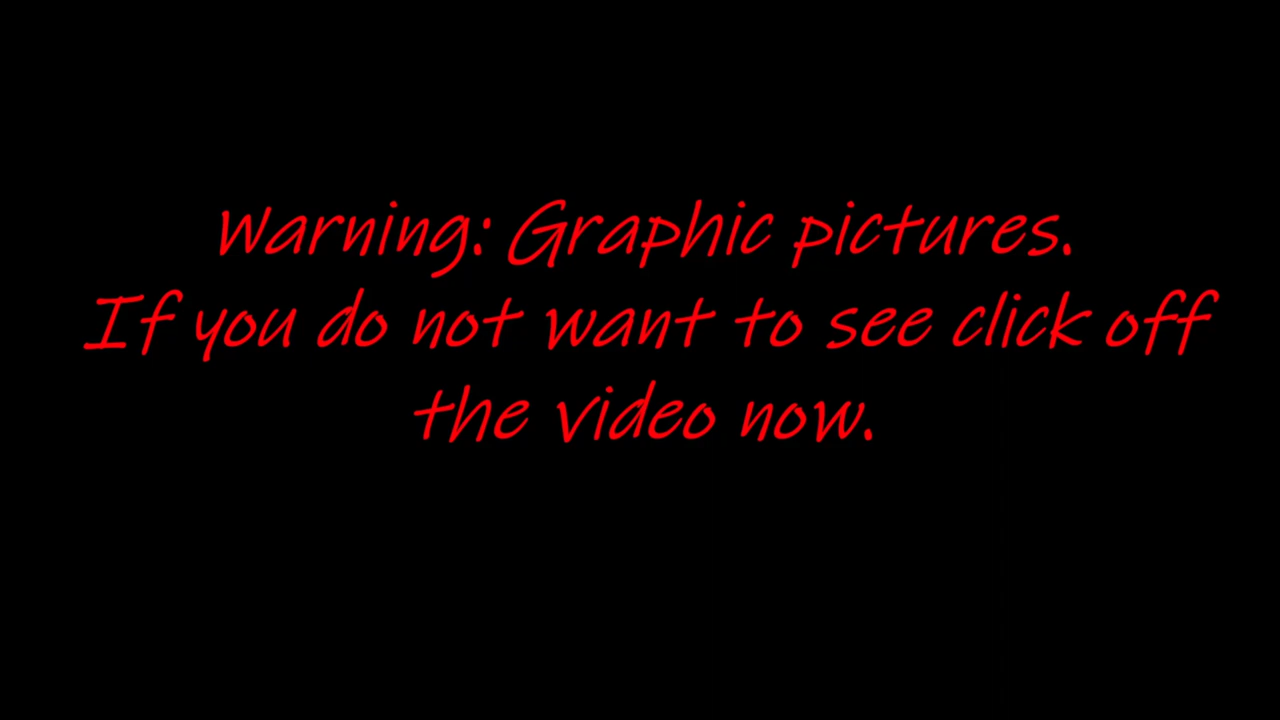 Warning: Graphic pictures.
If you do not want to see click off
the video now.